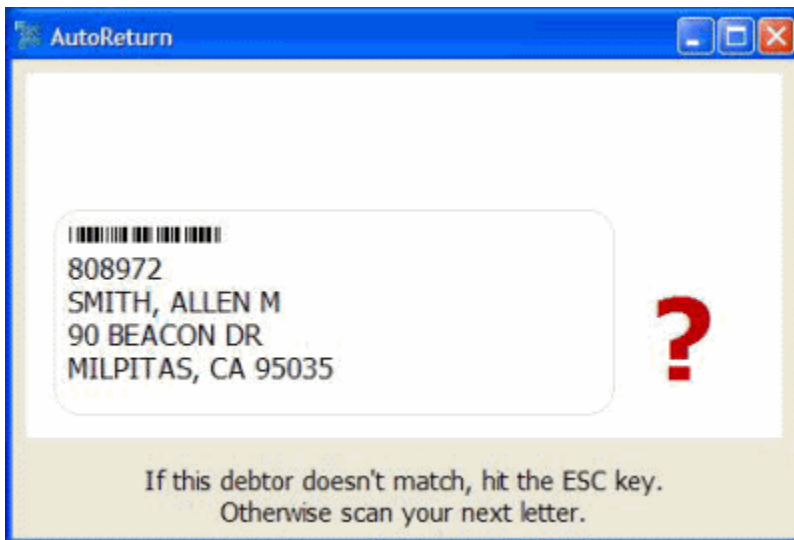 AutoReturn
808972
SMITH, ALLEN M
90 BEACON DR
MILPITAS, CA 95035
?
If this debtor doesn't match, hit the ESC key.
Otherwise scan your next letter.